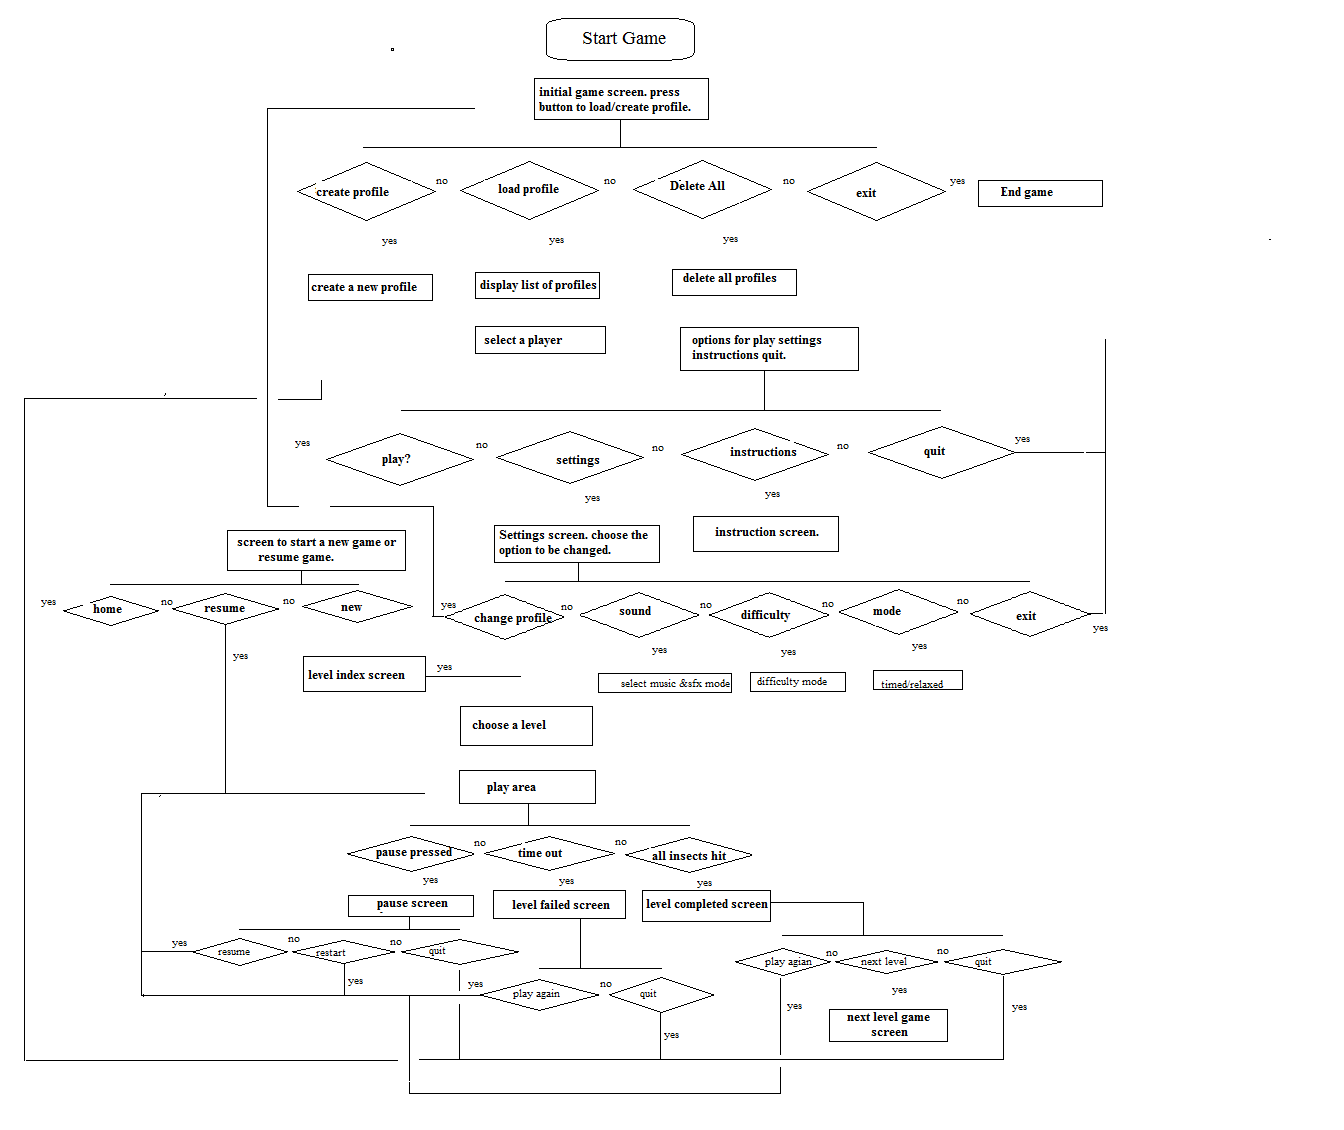 Start Game
initial game screen. press
button to load/create profile.
create profile
no
load profile
no
Delete All
no
exit
yes
End game
yes
yes
yes
create a new profile
display list of profiles
delete all profiles
select a player
options for play settings
instructions quit.
yes
play?
no
settings
no
instructions
no
quit
yes
yes
yes
screen to start a new game or
resume game.
Settings screen. choose the
option to be changed.
instruction screen.
yes
home
no
resume
no
new
yes
change profile
no
sound
no
difficulty
no
mode
no
exit
yes
yes
yes
yes
yes
level index screen
yes
select music &sfx mode
difficulty mode
timed/relaxed
choose a level
play area
pause pressed
no
time out
no
all insects hit
yes
yes
yes
pause screen
level failed screen
level completed screen
yes
resume
no
restart
no
quit
play agian
no
next level
no
quit
yes
yes
play again
no
quit
yes
yes
yes
next level game
screen
yes